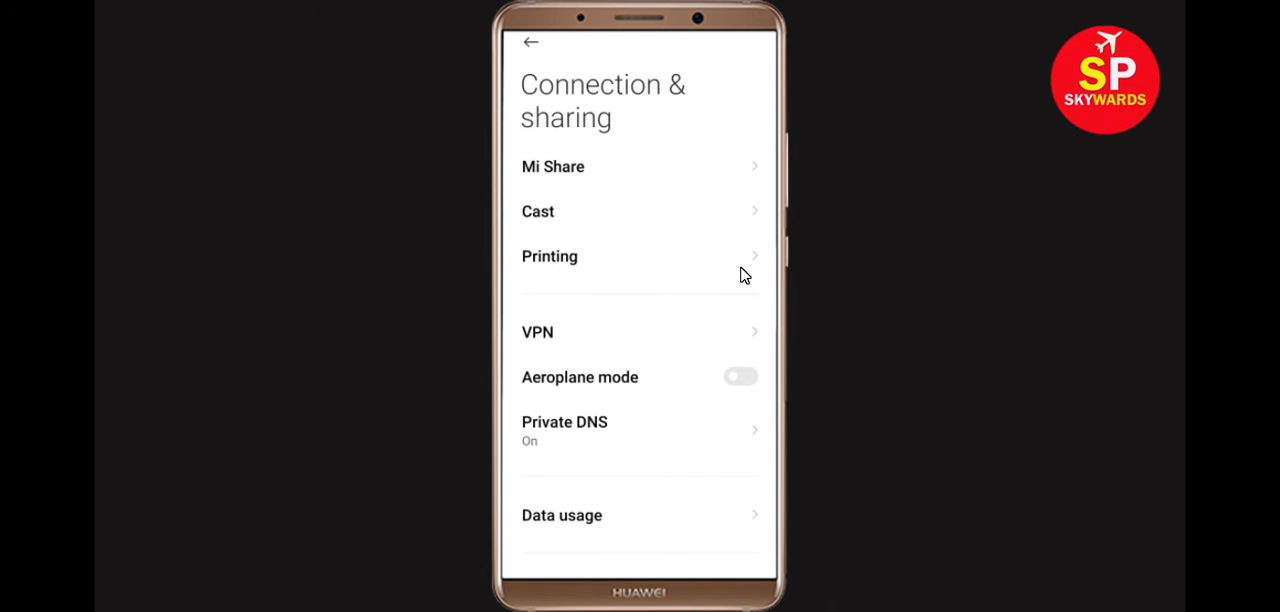 Connection &
sharing
Mi Share
Cast
Printing
VPN
Aeroplane mode
Private DNS
On
Data usage
HUAWEI
SP
SKYWARDS